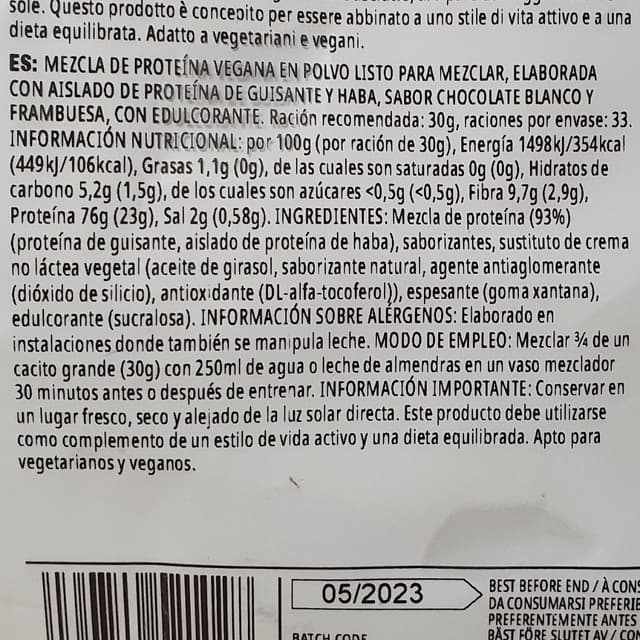 sole. Questo prodotto è concepito per essere abbinato a uno stile di vita attivo e a una
dieta equilibrata. Adatto a vegetariani e vegani.
ES: MEZCLA DE PROTEÍNA VEGANA EN POLVO LISTO PARA MEZCLAR, ELABORADA
CON AISLADO DE PROTEÍNA DE GUISANTE Y HABA, SABOR CHOCOLATE BLANCO Y
FRAMBUESA, CON EDULCORANTE. Ración recomendada: 30g, raciones por envase: 33.
INFORMACIÓN NUTRICIONAL: por 100g (por ración de 30g), Energía 1498kJ/354kcal
(449kJ/106kcal), Grasas 1,1g (0g), de las cuales son saturadas 0g (0g), Hidratos de
carbono 5,2g (1,5g), de los cuales son azúcares <0,5g (<0,5g), Fibra 9,7g (2,9g),
Proteína 76g (23g), Sal 2g (0,58g). INGREDIENTES: Mezcla de proteína (93%)
(proteína de guisante, aislado de proteína de haba), saborizantes, sustituto de crema
no láctea vegetal (aceite de girasol, saborizante natural, agente antiaglomerante
(dióxido de silicio), antioxidante (DL-alfa-tocoferol)), espesante (goma xantana),
edulcorante (sucralosa). INFORMACIÓN SOBRE ALÉRGENOS: Elaborado en
instalaciones donde también se manipula leche. MODO DE EMPLEO: Mezclar ¾ de un
cacito grande (30g) con 250ml de agua o leche de almendras en un vaso mezclador
30 minutos antes o después de entrenar. INFORMACIÓN IMPORTANTE: Conservar en
un lugar fresco, seco y alejado de la luz solar directa. Este producto debe utilizarse
como complemento de un estilo de vida activo y una dieta equilibrada. Apto para
vegetarianos y veganos.
05/2023
BATCH CODE
BEST BEFORE END / À CONS
DA CONSUMARSI PREFERIB
PREFERENTEMENTE ANTES
BÄST FÖRE SLUTET AV / CON